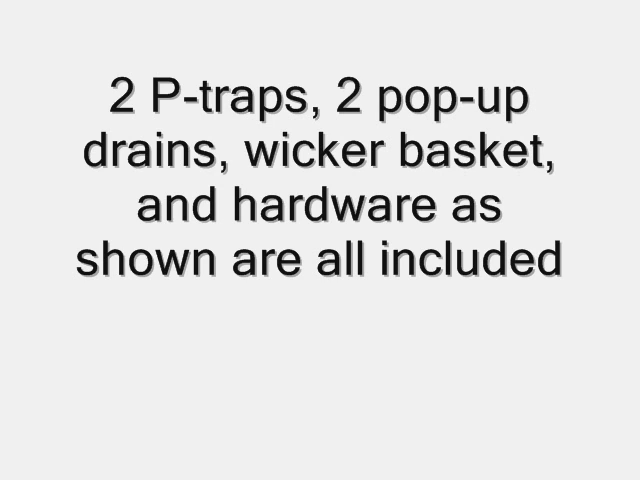 2 P-traps, 2 pop-up
drains, wicker basket,
and hardware as
shown are all included